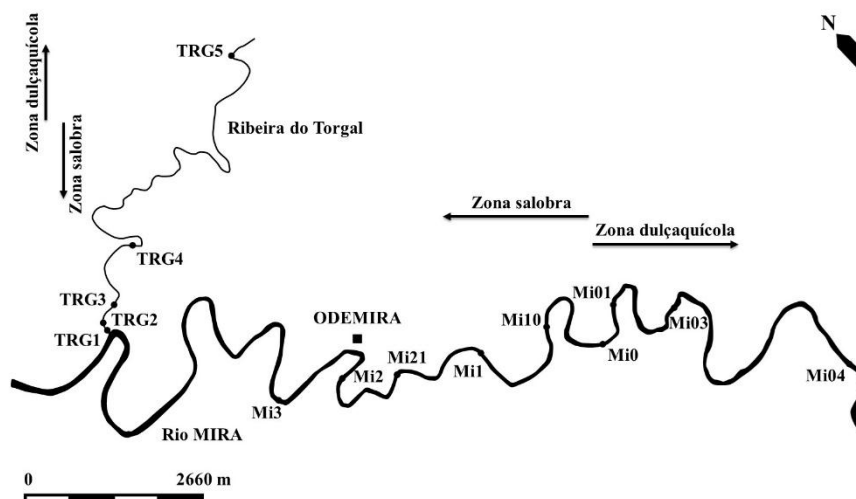 N
TRG5
Zona dulçaquícola
Ribeira do Torgal
Zona salobra
Zona salobra
Zona dulçaquícola
TRG4
TRG3
TRG2
TRG1
ODEMIRA
Mi10
Mi01
Mi03
Mi0
Mi21
Mi1
Mi2
Mi04
Mi3
Rio MIRA
0 2660 m